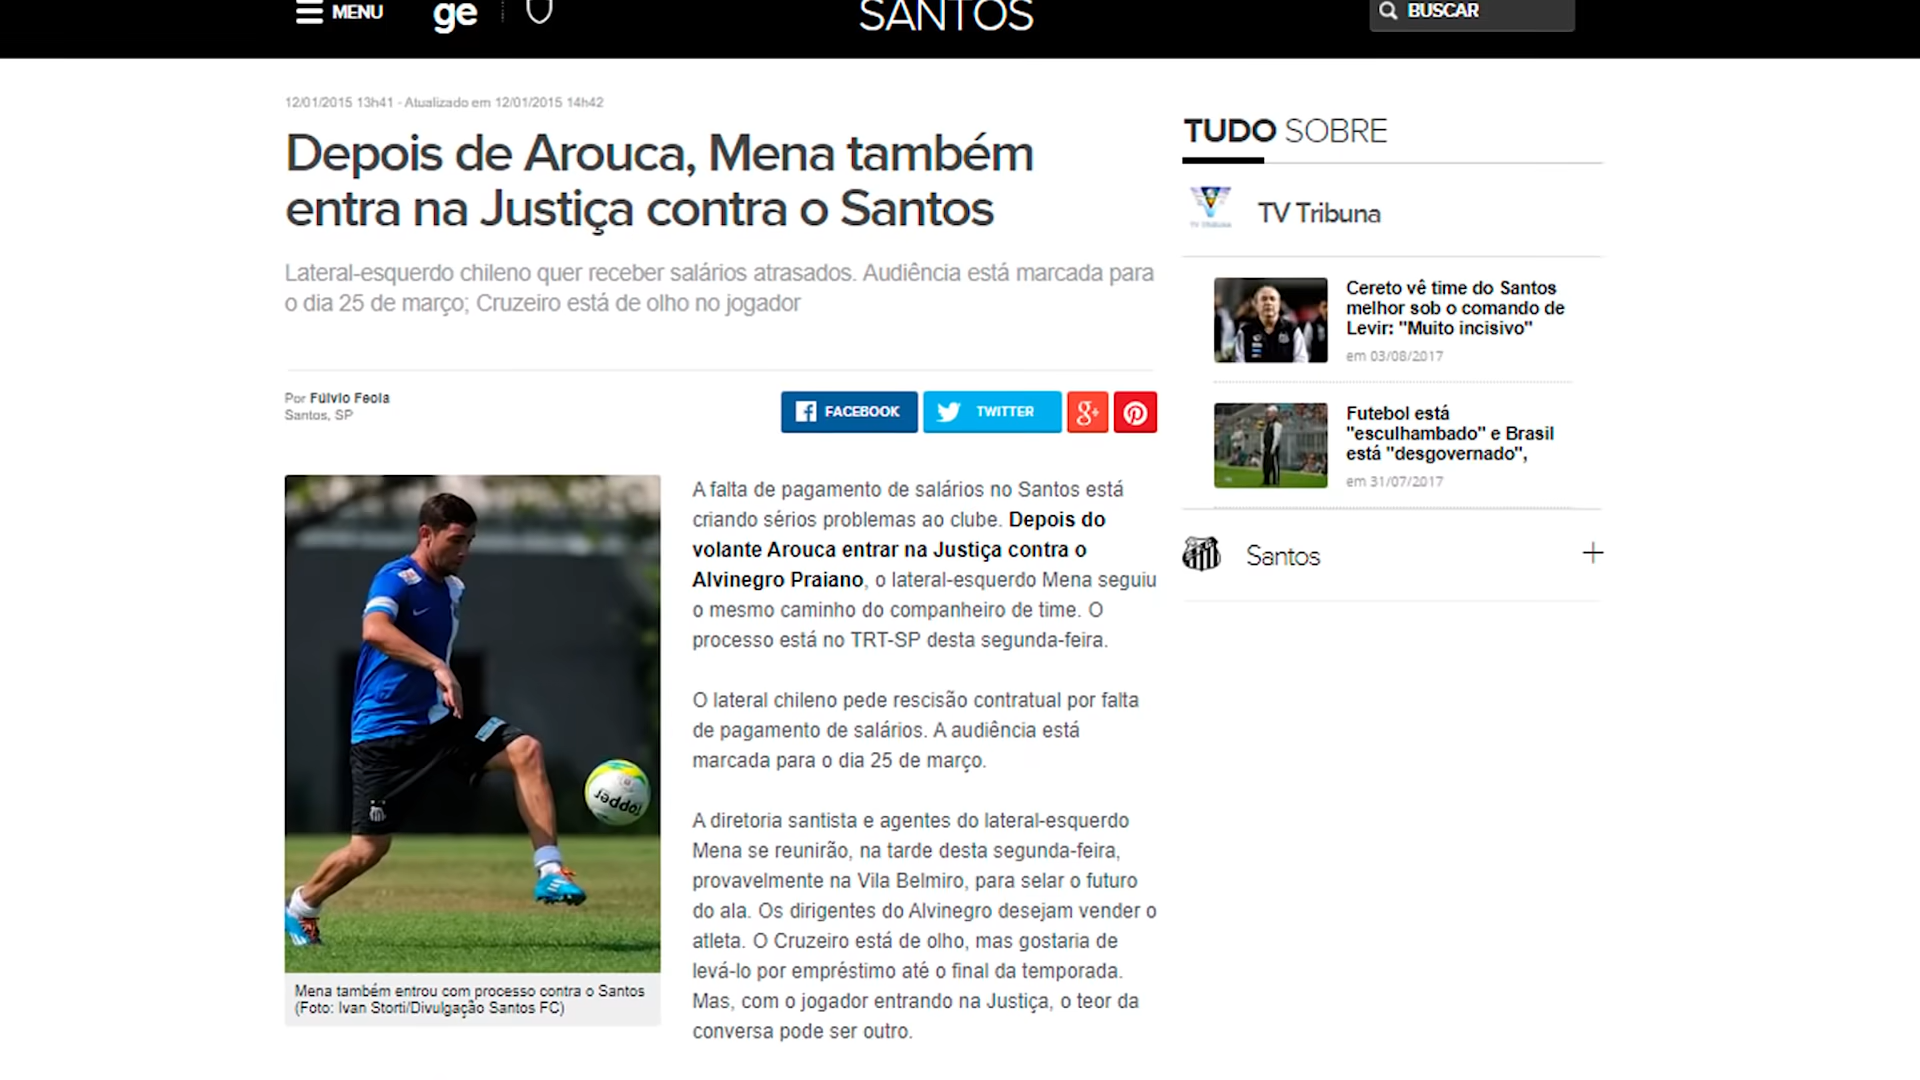 MENU
ge
SANTOS
BUSCAR
12/01/2015 13h41 - Atualizado em 12/01/2015 14h42
Depois de Arouca, Mena também
entra na Justiça contra o Santos
Lateral-esquerdo chileno quer receber salários atrasados. Audiência está marcada para
o dia 25 de março; Cruzeiro está de olho no jogador
Por Fúlvio Feola
Santos, SP
FACEBOOK
TWITTER
g+
topper
Mena também entrou com processo contra o Santos
(Foto: Ivan Storti/Divulgação Santos FC)
A falta de pagamento de salários no Santos está
criando sérios problemas ao clube. Depois do
volante Arouca entrar na Justiça contra o
Alvinegro Praiano, o lateral-esquerdo Mena seguiu
o mesmo caminho do companheiro de time. O
processo está no TRT-SP desta segunda-feira.
O lateral chileno pede rescisão contratual por falta
de pagamento de salários. A audiência está
marcada para o dia 25 de março.
A diretoria santista e agentes do lateral-esquerdo
Mena se reunirão, na tarde desta segunda-feira,
provavelmente na Vila Belmiro, para selar o futuro
do ala. Os dirigentes do Alvinegro desejam vender o
atleta. O Cruzeiro está de olho, mas gostaria de
levá-lo por empréstimo até o final da temporada.
Mas, com o jogador entrando na Justiça, o teor da
conversa pode ser outro.
TUDO SOBRE
TV TRIBUNA
TV Tribuna
Cereto vê time do Santos
melhor sob o comando de
Levir: "Muito incisivo"
em 03/08/2017
Futebol está
"esculhambado" e Brasil
está "desgovernado",
em 31/07/2017
Santos
+